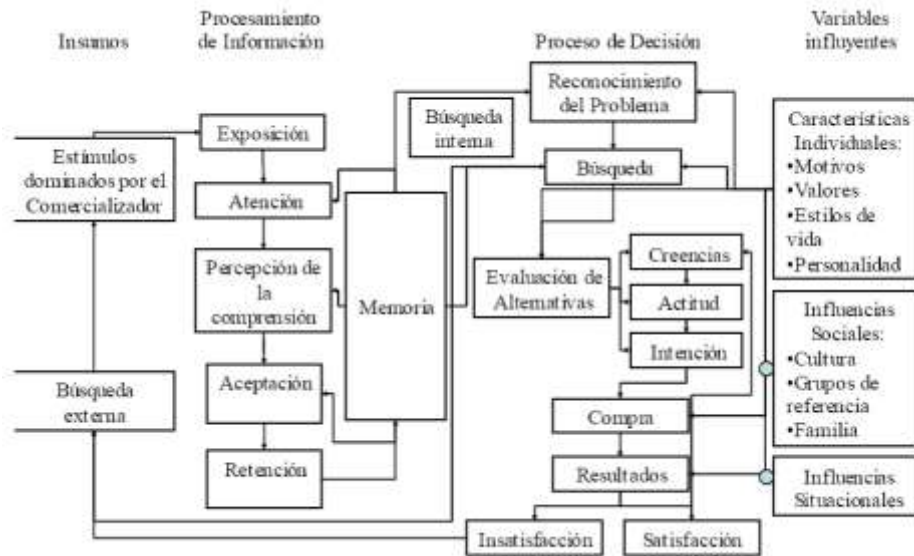 Insumos
Procesamiento
de Información
Proceso de Decisión
Variables
influyentes
Estímulos
dominados por el
Comercializador
Búsqueda
externa
Exposición
Atención
Percepción de
la
comprensión
Aceptación
Retención
Memoria
Búsqueda
interna
Reconocimiento
del Problema
Búsqueda
Evaluación de
Alternativas
Creencias
Actitud
Intención
Compra
Resultados
Insatisfacción
Satisfacción
Características
Individuales:
•Motivos
•Valores
•Estilos de
vida
•Personalidad
Influencias
Sociales:
•Cultura
•Grupos de
referencia
•Familia
Influencias
Situacionales